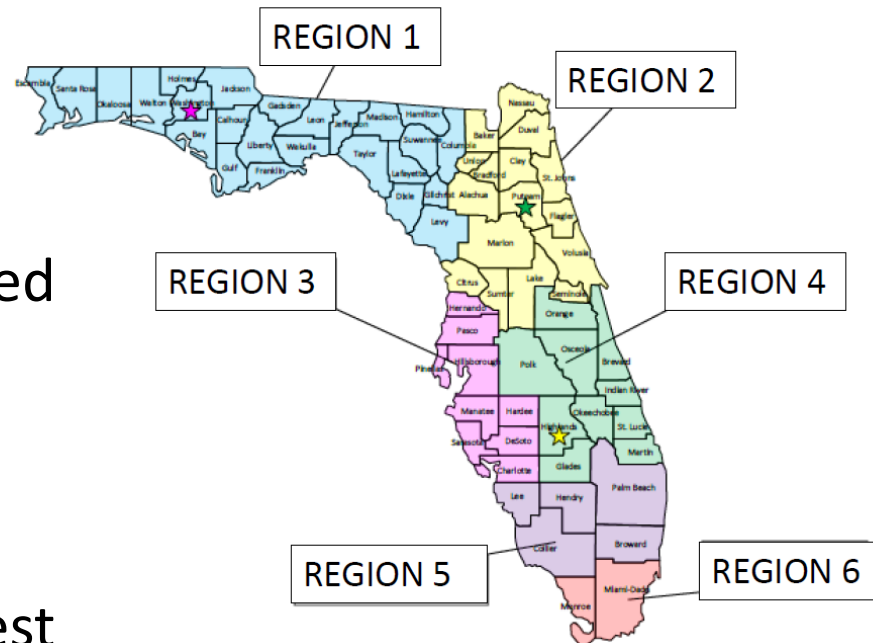 REGION 1
REGION 2
Escambia
Santa Rosa
Okaloosa
Walton
Holmes
Washington
Jackson
Bay
Calhoun
Gulf
Liberty
Gadsden
Franklin
Leon
Wakulla
Jefferson
Madison
Taylor
Hamilton
Suwannee
Lafayette
Dixie
Columbia
Gilchrist
Levy
Nassau
Baker
Duval
Union
Bradford
Clay
St. Johns
Alachua
Putnam
Flagler
Marion
Volusia
ed
REGION 3
REGION 4
Citrus
Sumter
Lake
Seminole
Hernando
Orange
Pasco
Hillsborough
Pinellas
Polk
Osceola
Brevard
Indian River
Manatee
Hardee
Highlands
Okeechobee
St. Lucie
Sarasota
DeSoto
Martin
Charlotte
Glades
Lee
Hendry
Palm Beach
Collier
Broward
REGION 5
REGION 6
Monroe
Miami-Dade
est